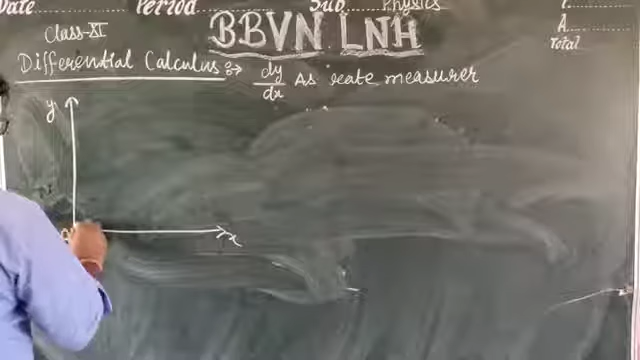 Date........ Period........ Sub. Physics
T.........
A.........
Total
Class-XI
BBVN LNH
Differential Calculus :⇒ dy/dx As rate measurer
y
x